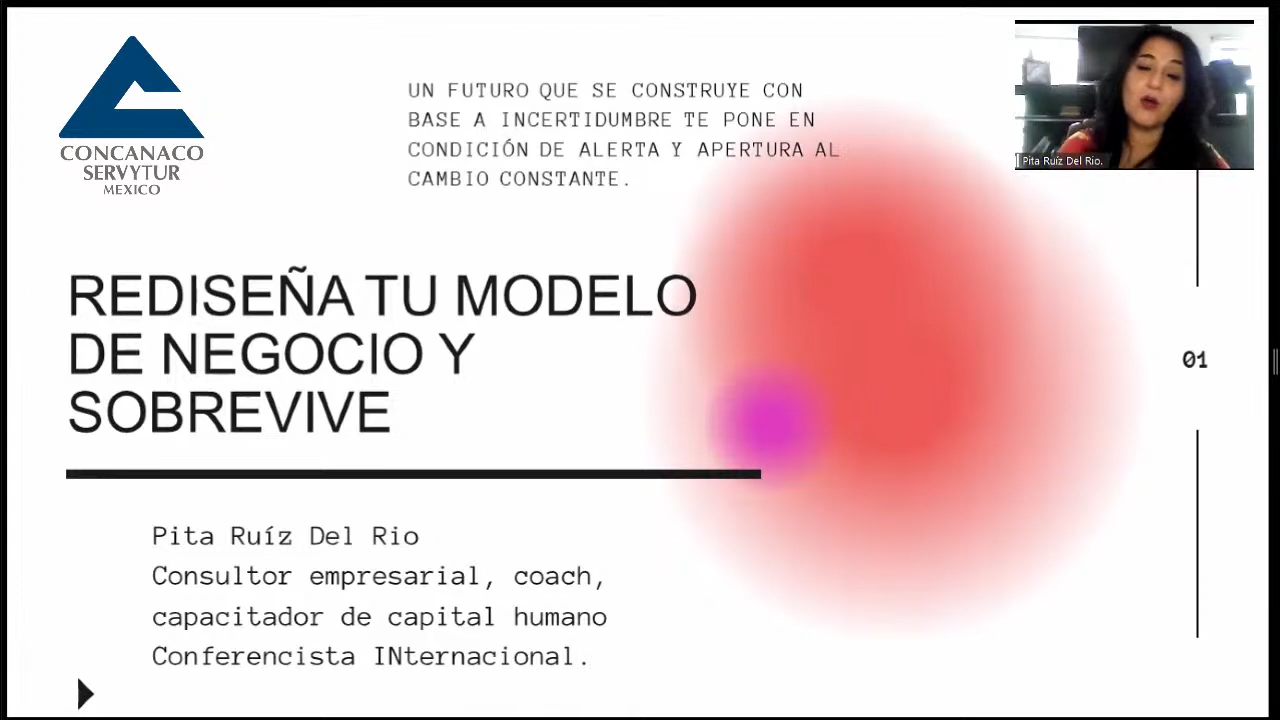 CONCANACO
SERVYTUR
MEXICO
UN FUTURO QUE SE CONSTRUYE CON
BASE A INCERTIDUMBRE TE PONE EN
CONDICIÓN DE ALERTA Y APERTURA AL
CAMBIO CONSTANTE.
Pita Ruíz Del Rio.
REDISEÑA TU MODELO
DE NEGOCIO Y
SOBREVIVE
01
Pita Ruíz Del Rio
Consultor empresarial, coach,
capacitador de capital humano
Conferencista INternacional.